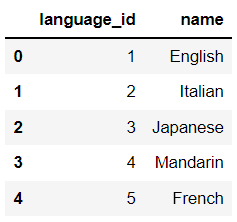 language_id name
0 1 English
1 2 Italian
2 3 Japanese
3 4 Mandarin
4 5 French